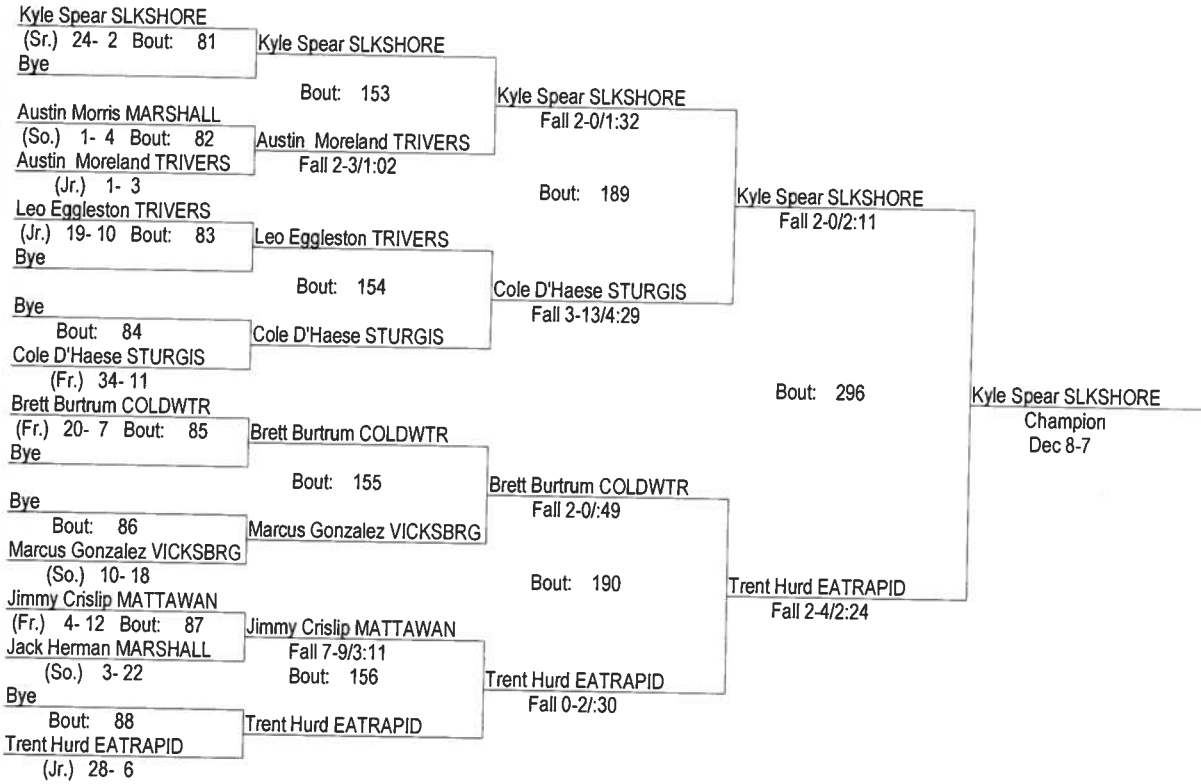 Kyle Spear SLKSHORE
(Sr.) 24- 2 Bout: 81
Bye
Kyle Spear SLKSHORE
Bout: 153
Austin Morris MARSHALL
(So.) 1- 4 Bout: 82
Austin Moreland TRIVERS
(Jr.) 1- 3
Austin Moreland TRIVERS
Fall 2-3/1:02
Kyle Spear SLKSHORE
Fall 2-0/1:32
Bout: 189
Leo Eggleston TRIVERS
(Jr.) 19- 10 Bout: 83
Bye
Leo Eggleston TRIVERS
Bout: 154
Bye
Bout: 84
Cole D'Haese STURGIS
(Fr.) 34- 11
Cole D'Haese STURGIS
Cole D'Haese STURGIS
Fall 3-13/4:29
Kyle Spear SLKSHORE
Fall 2-0/2:11
Bout: 296
Brett Burtrum COLDWTR
(Fr.) 20- 7 Bout: 85
Bye
Brett Burtrum COLDWTR
Bout: 155
Bye
Bout: 86
Marcus Gonzalez VICKSBRG
(So.) 10- 18
Marcus Gonzalez VICKSBRG
Brett Burtrum COLDWTR
Fall 2-0/:49
Bout: 190
Jimmy Crislip MATTAWAN
(Fr.) 4- 12 Bout: 87
Jack Herman MARSHALL
(So.) 3- 22
Jimmy Crislip MATTAWAN
Fall 7-9/3:11
Bout: 156
Bye
Bout: 88
Trent Hurd EATRAPID
(Jr.) 28- 6
Trent Hurd EATRAPID
Trent Hurd EATRAPID
Fall 0-2/:30
Trent Hurd EATRAPID
Fall 2-4/2:24
Kyle Spear SLKSHORE
Champion
Dec 8-7